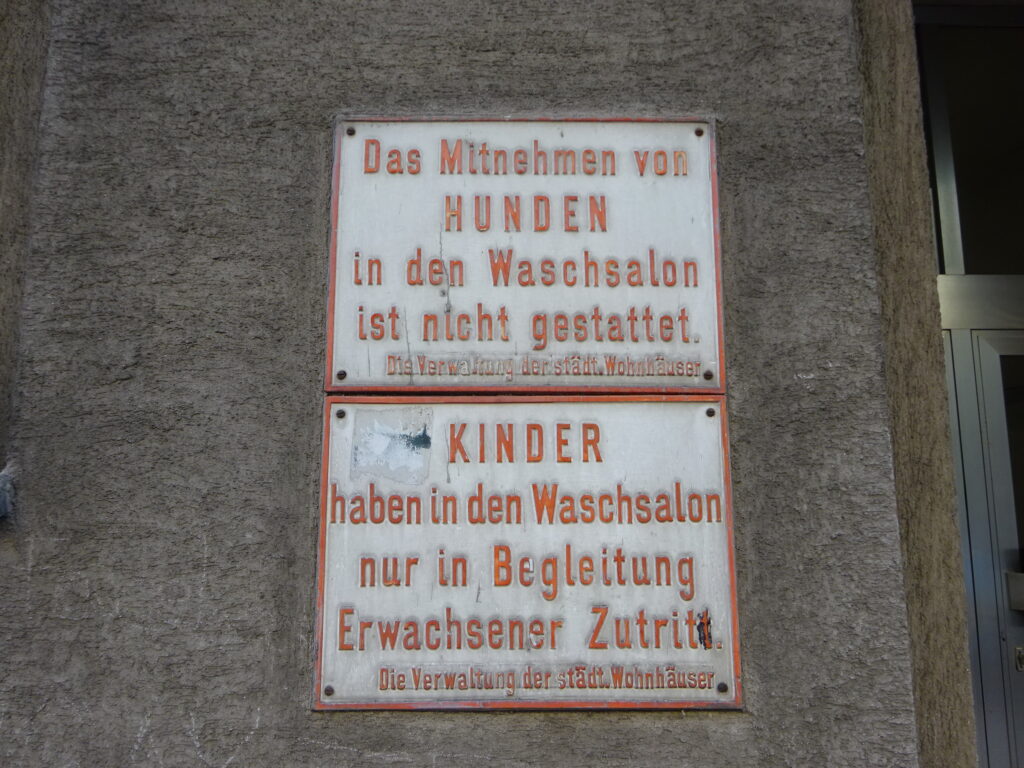 Das Mitnehmen von
HUNDEN
in den Waschsalon
ist nicht gestattet.
Die Verwaltung der städt. Wohnhäuser
KINDER
haben in den Waschsalon
nur in Begleitung
Erwachsener Zutritt.
Die Verwaltung der städt. Wohnhäuser